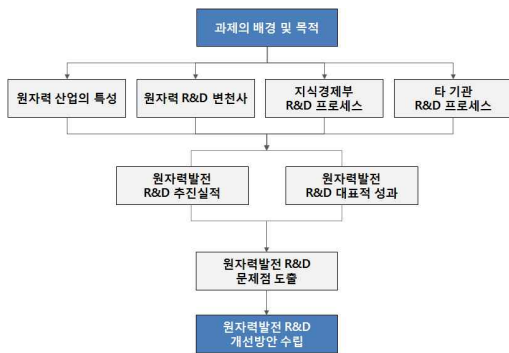 과제의 배경 및 목적
원자력 산업의 특성
원자력 R&D 변천사
지식경제부
R&D 프로세스
타 기관
R&D 프로세스
원자력발전
R&D 추진실적
원자력발전
R&D 대표적 성과
원자력발전 R&D
문제점 도출
원자력발전 R&D
개선방안 수립